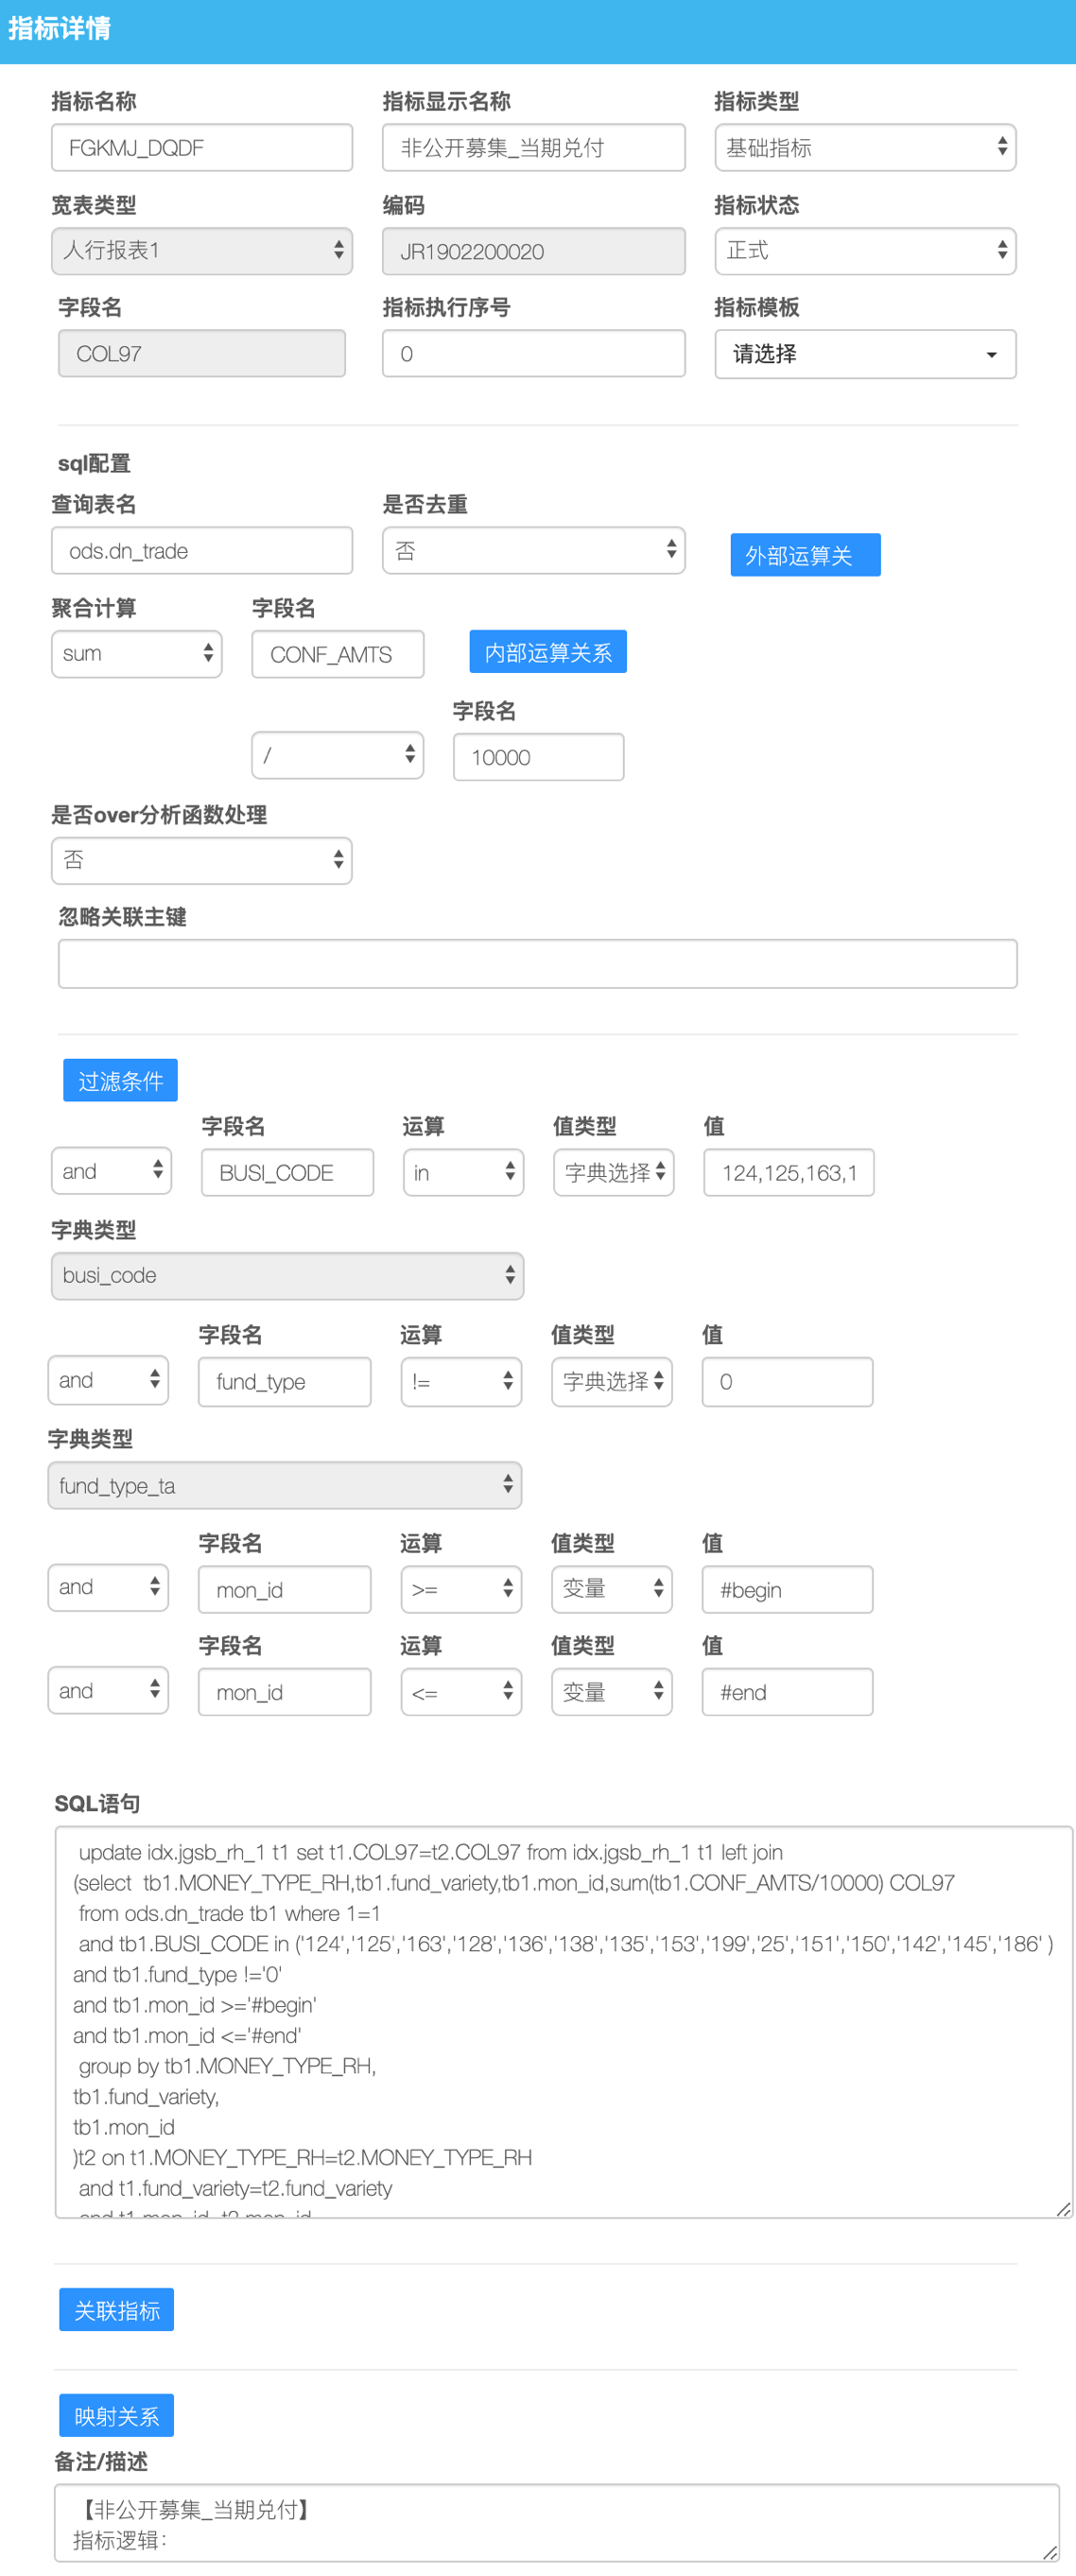 指标详情
指标名称 指标显示名称 指标类型
FGKMJ_DQDF 非公开募集_当期兑付 基础指标
宽表类型 编码 指标状态
人行报表1 JR1902200020 正式
字段名 指标执行序号 指标模板
COL97 0 请选择
sql配置
查询表名 是否去重
ods.dn_trade 否 外部运算关
聚合计算 字段名
sum CONF_AMTS 内部运算关系
字段名
/ 10000
是否over分析函数处理
否
忽略关联主键
过滤条件
字段名 运算 值类型 值
and BUSI_CODE in 字典选择 124,125,163,1
字典类型
busi_code
字段名 运算 值类型 值
and fund_type != 字典选择 0
字典类型
fund_type_ta
字段名 运算 值类型 值
and mon_id >= 变量 #begin
字段名 运算 值类型 值
and mon_id <= 变量 #end
SQL语句
update idx.jgsb_rh_1 t1 set t1.COL97=t2.COL97 from idx.jgsb_rh_1 t1 left join
(select tb1.MONEY_TYPE_RH,tb1.fund_variety,tb1.mon_id,sum(tb1.CONF_AMTS/10000) COL97
from ods.dn_trade tb1 where 1=1
and tb1.BUSI_CODE in ('124','125','163','128','136','138','135','153','199','25','151','150','142','145','186' )
and tb1.fund_type !='0'
and tb1.mon_id >='#begin'
and tb1.mon_id <='#end'
group by tb1.MONEY_TYPE_RH,
tb1.fund_variety,
tb1.mon_id
)t2 on t1.MONEY_TYPE_RH=t2.MONEY_TYPE_RH
and t1.fund_variety=t2.fund_variety
关联指标
映射关系
备注/描述
【非公开募集_当期兑付】
指标逻辑：